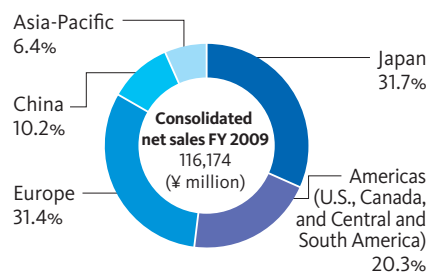 Asia-Pacific
6.4%
Japan
31.7%
China
10.2%
Consolidated
net sales FY 2009
116,174
(¥ million)
Europe
31.4%
Americas
(U.S., Canada,
and Central and
South America)
20.3%